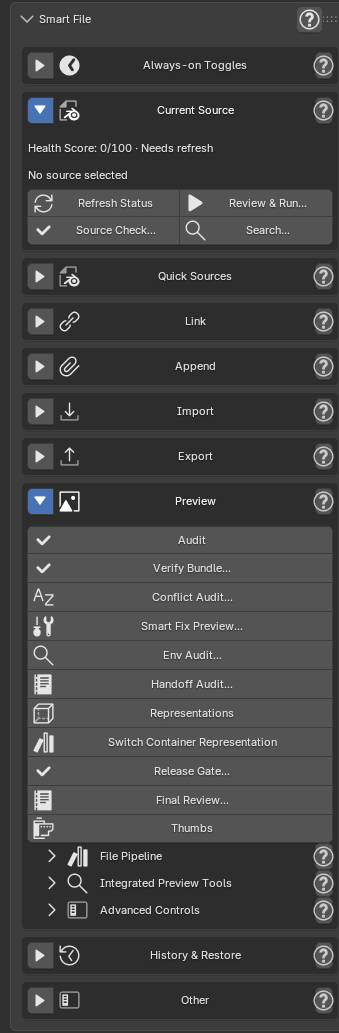 Smart File
Always-on Toggles
Current Source
Health Score: 0/100 · Needs refresh
No source selected
Refresh Status
Review & Run...
Source Check...
Search...
Quick Sources
Link
Append
Import
Export
Preview
Audit
Verify Bundle...
Conflict Audit...
Smart Fix Preview...
Env Audit...
Handoff Audit...
Representations
Switch Container Representation
Release Gate...
Final Review...
Thumbs
File Pipeline
Integrated Preview Tools
Advanced Controls
History & Restore
Other